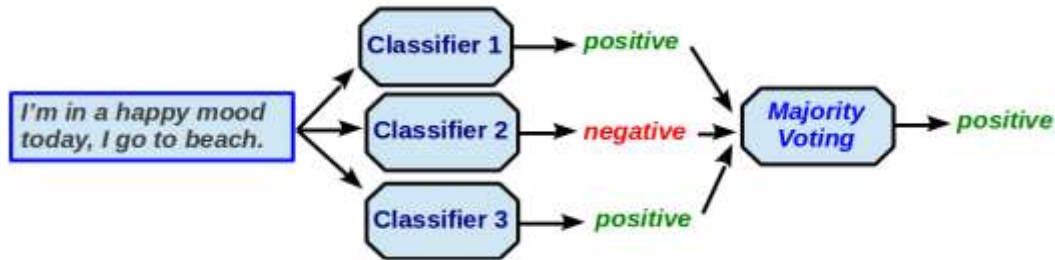 I'm in a happy mood
today, I go to beach.
Classifier 1
positive
Classifier 2
negative
Classifier 3
positive
Majority
Voting
positive